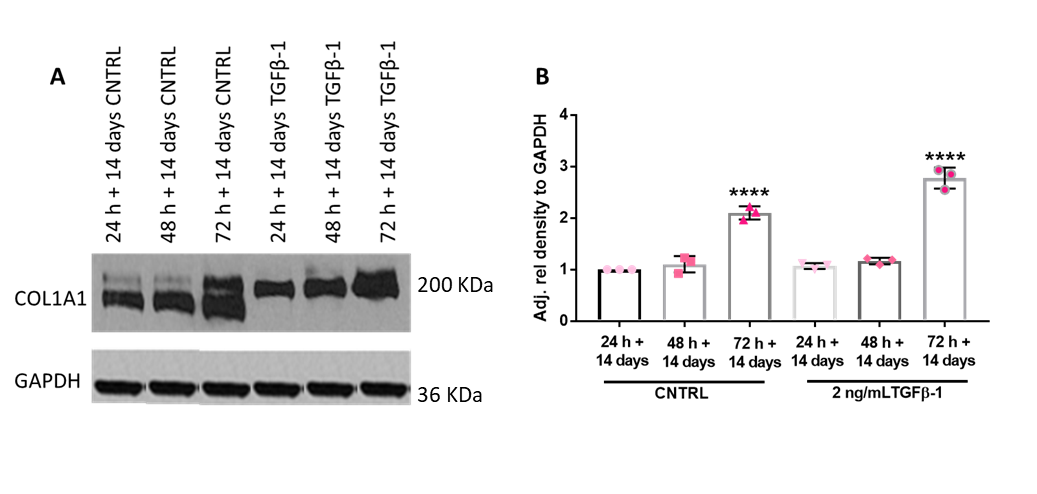 A
24 h + 14 days CNTRL
48 h + 14 days CNTRL
72 h + 14 days CNTRL
24 h + 14 days TGFβ-1
48 h + 14 days TGFβ-1
72 h + 14 days TGFβ-1
COL1A1
200 KDa
GAPDH
36 KDa
B
Adj. rel density to GAPDH
4
3
2
1
0
****
****
24 h +
14 days
48 h +
14 days
72 h +
14 days
24 h +
14 days
48 h +
14 days
72 h +
14 days
CNTRL
2 ng/mLTGFβ-1